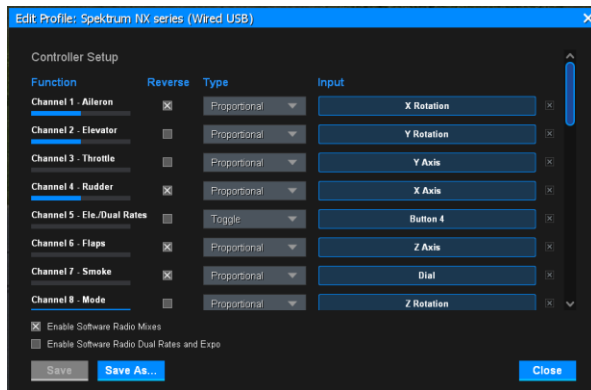 Edit Profile: Spektrum NX series (Wired USB)
Controller Setup
Function Reverse Type Input
Channel 1 - Aileron Proportional X Rotation
Channel 2 - Elevator Proportional Y Rotation
Channel 3 - Throttle Proportional Y Axis
Channel 4 - Rudder Proportional X Axis
Channel 5 - Ele./Dual Rates Toggle Button 4
Channel 6 - Flaps Proportional Z Axis
Channel 7 - Smoke Proportional Dial
Channel 8 - Mode Proportional Z Rotation
Enable Software Radio Mixes
Enable Software Radio Dual Rates and Expo
Save Save As... Close